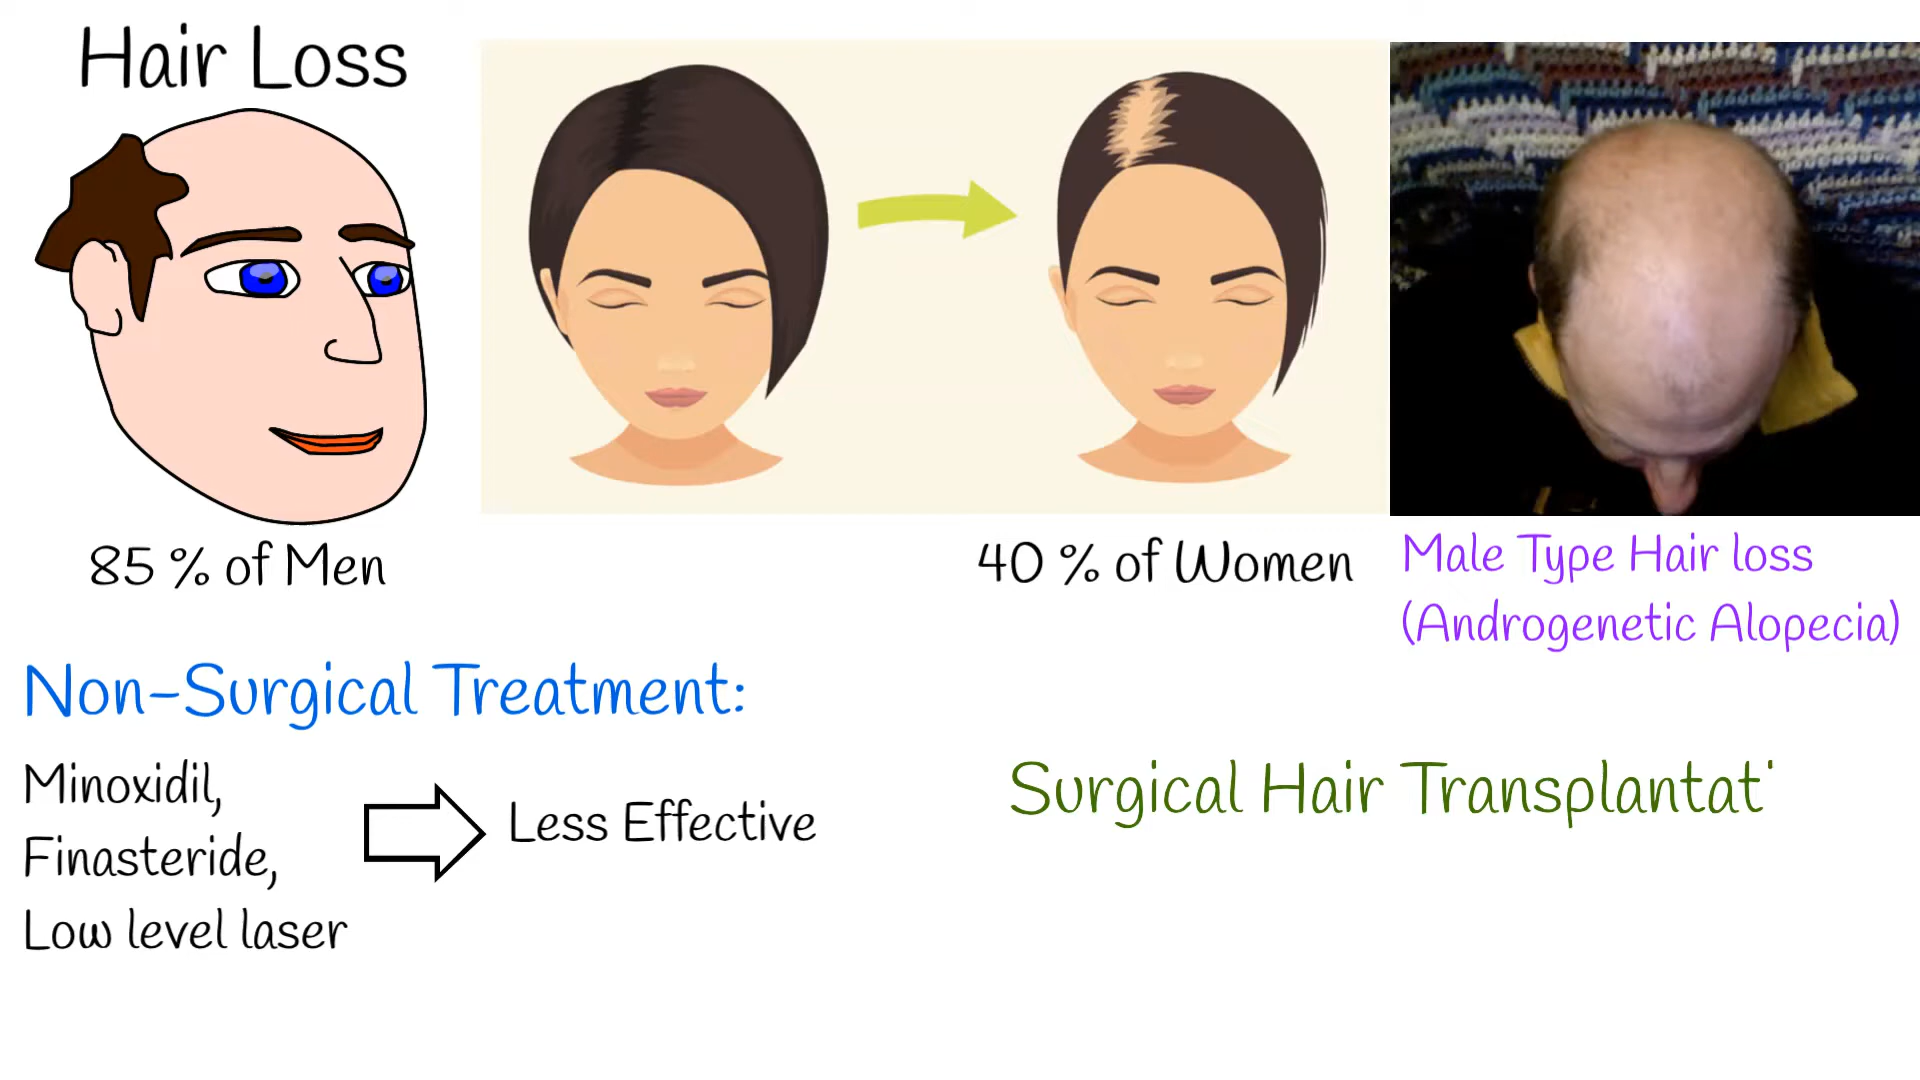 Hair Loss
85 % of Men
40 % of Women
Male Type Hair loss
(Androgenetic Alopecia)
Non-Surgical Treatment:
Minoxidil,
Finasteride,
Low level laser
Less Effective
Surgical Hair Transplantat